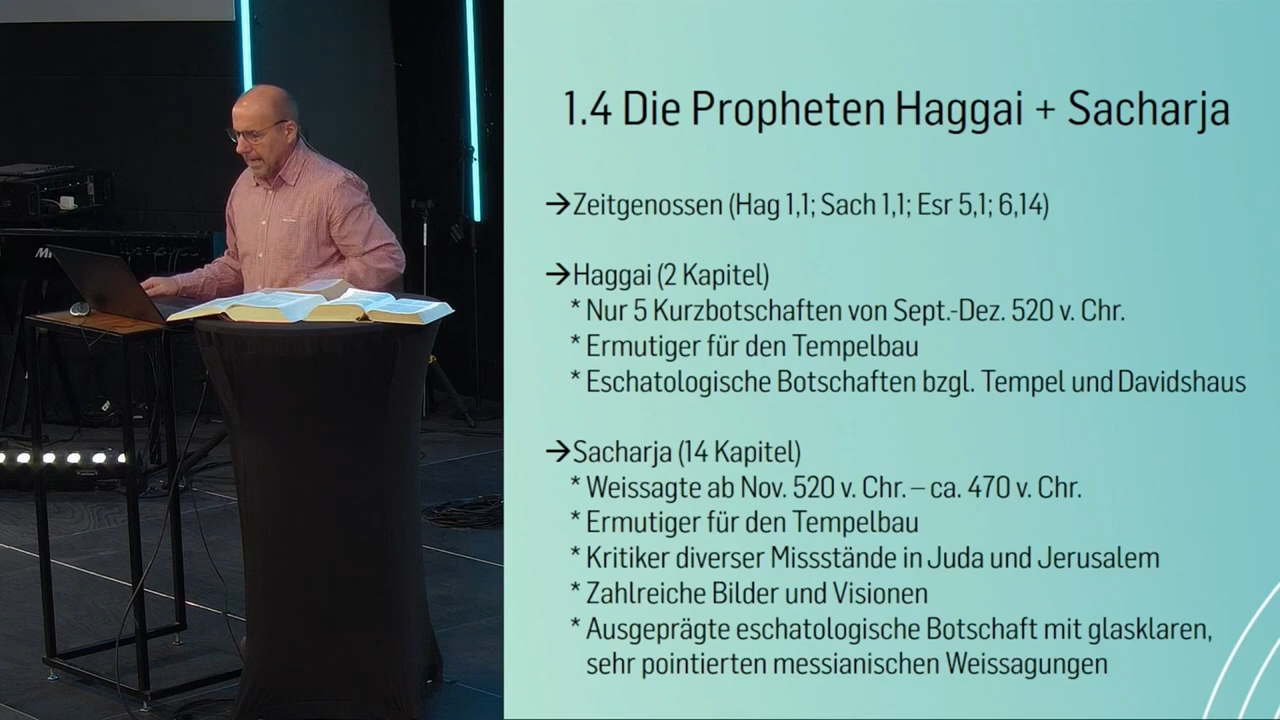 1.4 Die Propheten Haggai + Sacharja
→Zeitgenossen (Hag 1,1; Sach 1,1; Esr 5,1; 6,14)
→Haggai (2 Kapitel)
* Nur 5 Kurzbotschaften von Sept.-Dez. 520 v. Chr.
* Ermutiger für den Tempelbau
* Eschatologische Botschaften bzgl. Tempel und Davidshaus
→Sacharja (14 Kapitel)
* Weissagte ab Nov. 520 v. Chr. – ca. 470 v. Chr.
* Ermutiger für den Tempelbau
* Kritiker diverser Missstände in Juda und Jerusalem
* Zahlreiche Bilder und Visionen
* Ausgeprägte eschatologische Botschaft mit glasklaren,
sehr pointierten messianischen Weissagungen